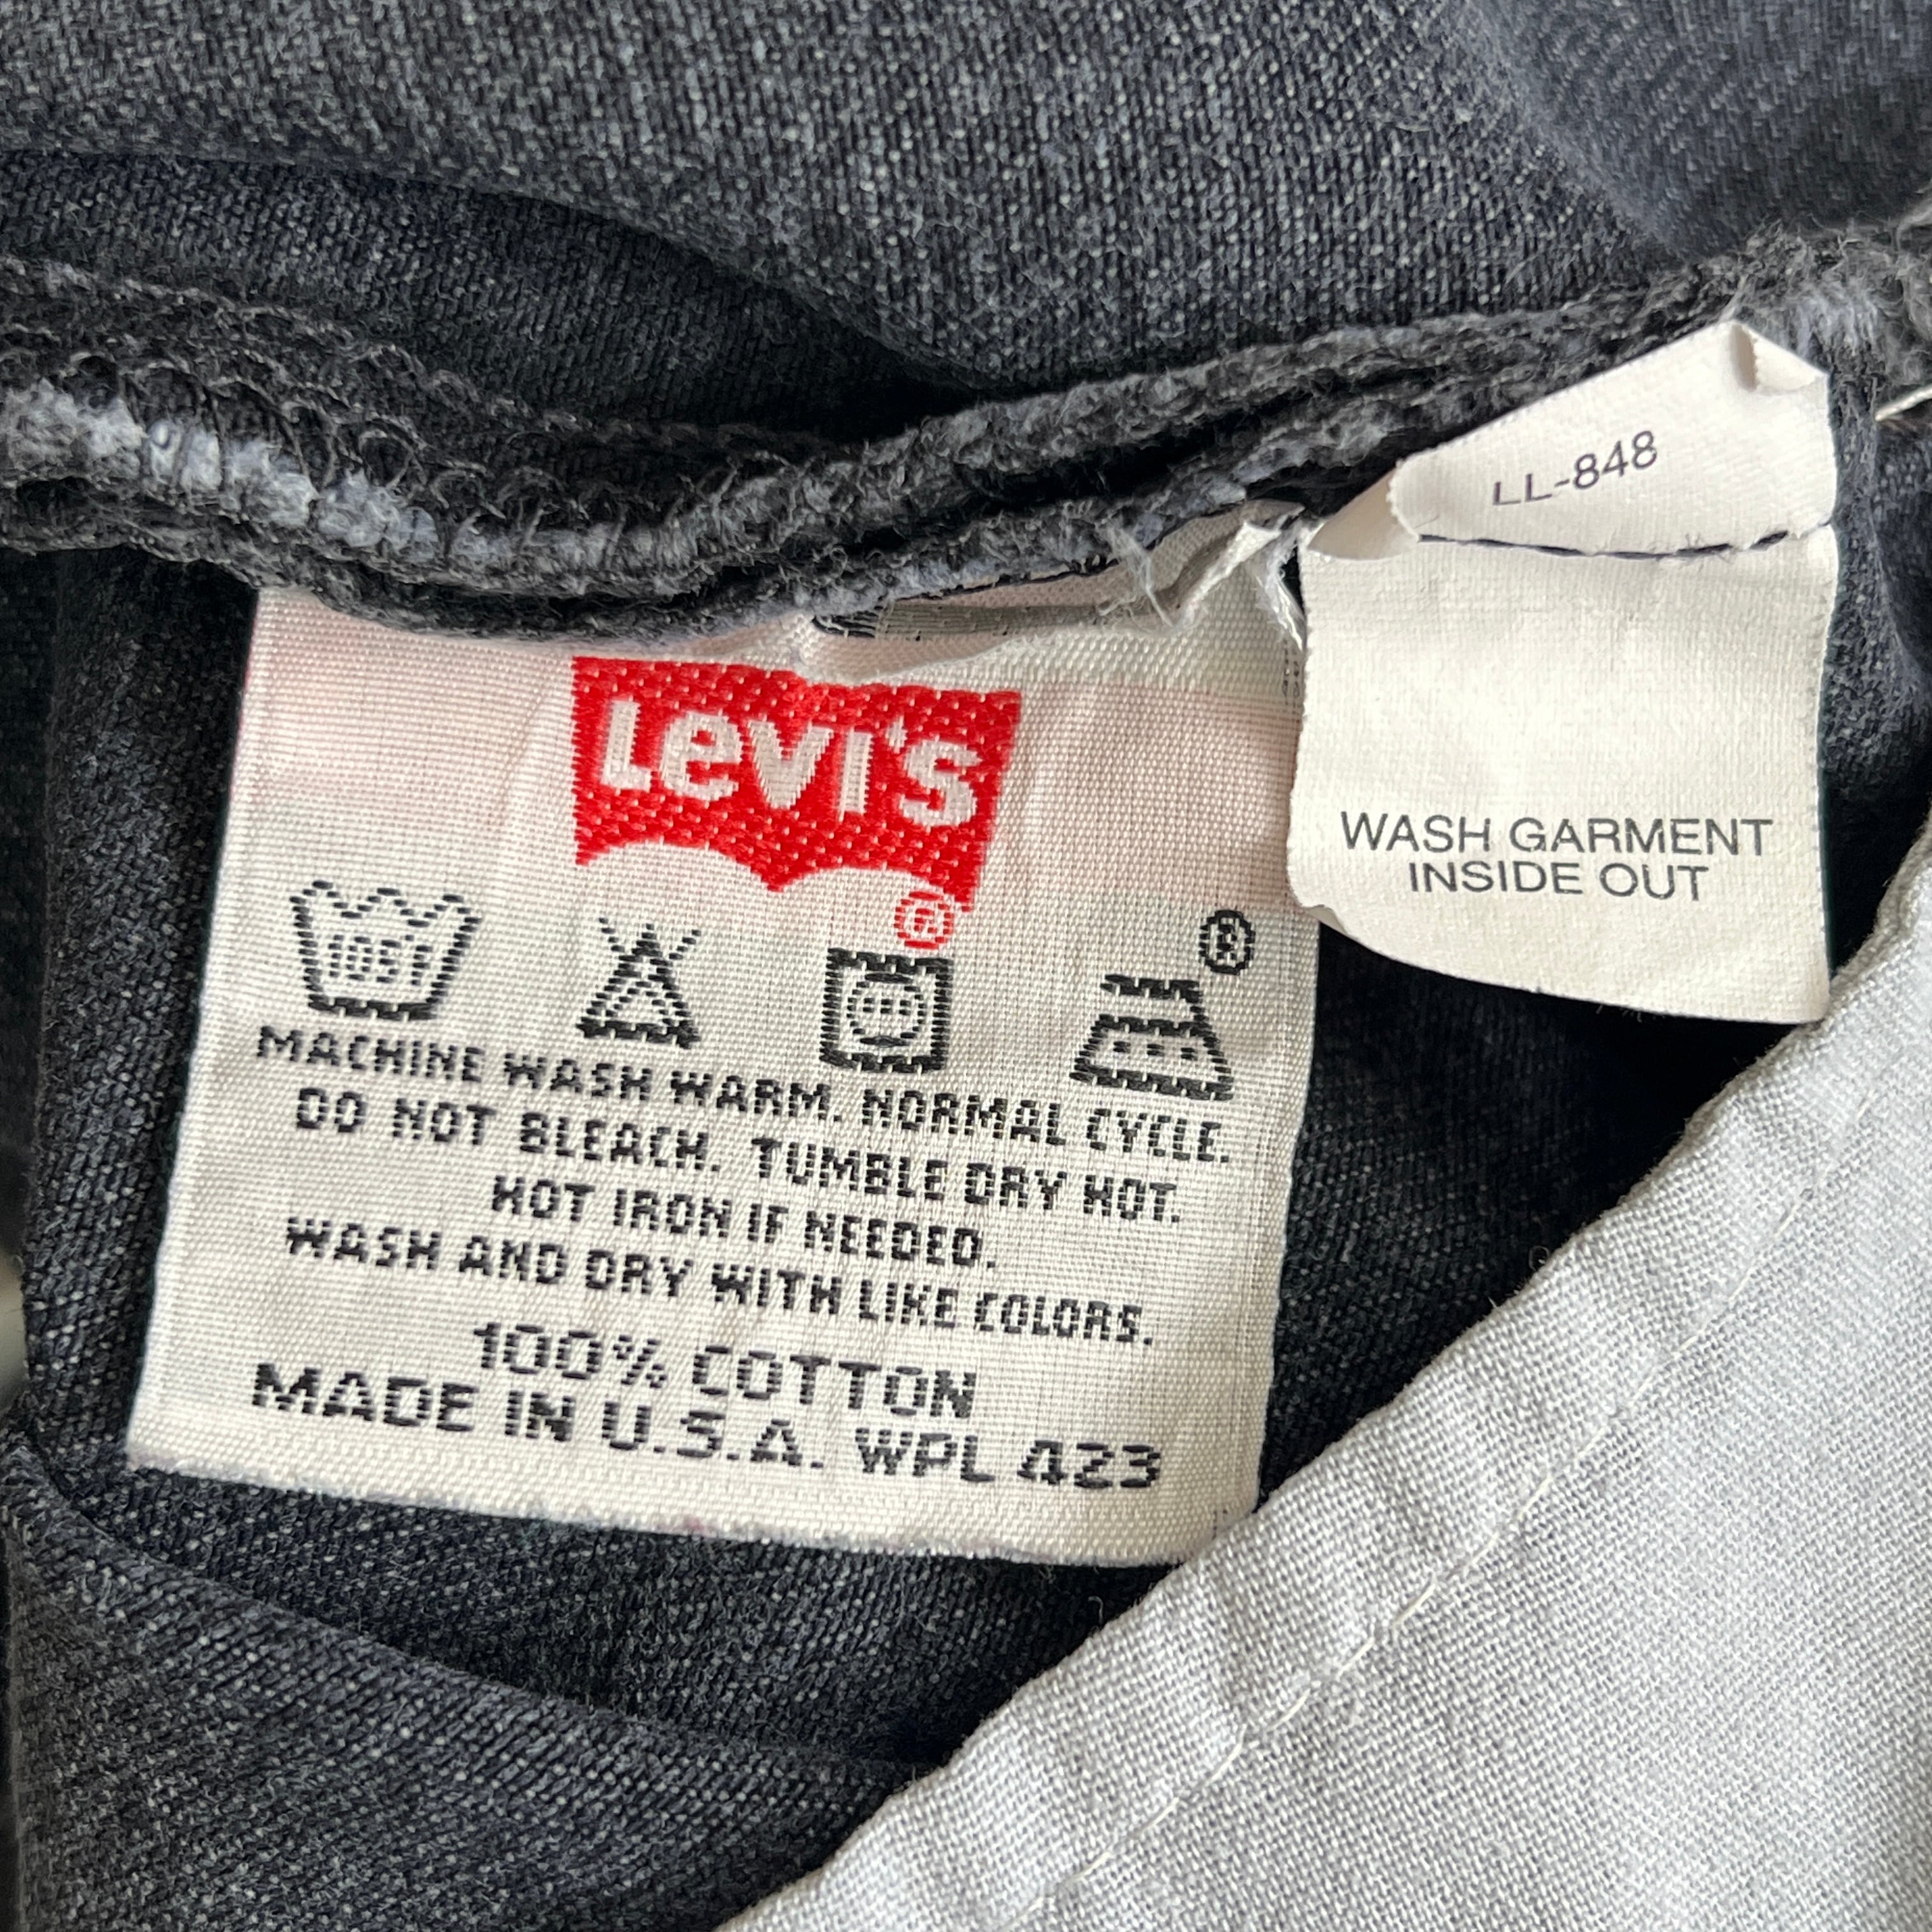 LL-848
WASH GARMENT
INSIDE OUT
Levi's
®
105F
®
MACHINE WASH WARM. NORMAL CYCLE.
DO NOT BLEACH. TUMBLE DRY HOT.
HOT IRON IF NEEDED.
WASH AND DRY WITH LIKE COLORS.
100% COTTON
MADE IN U.S.A. WPL 423